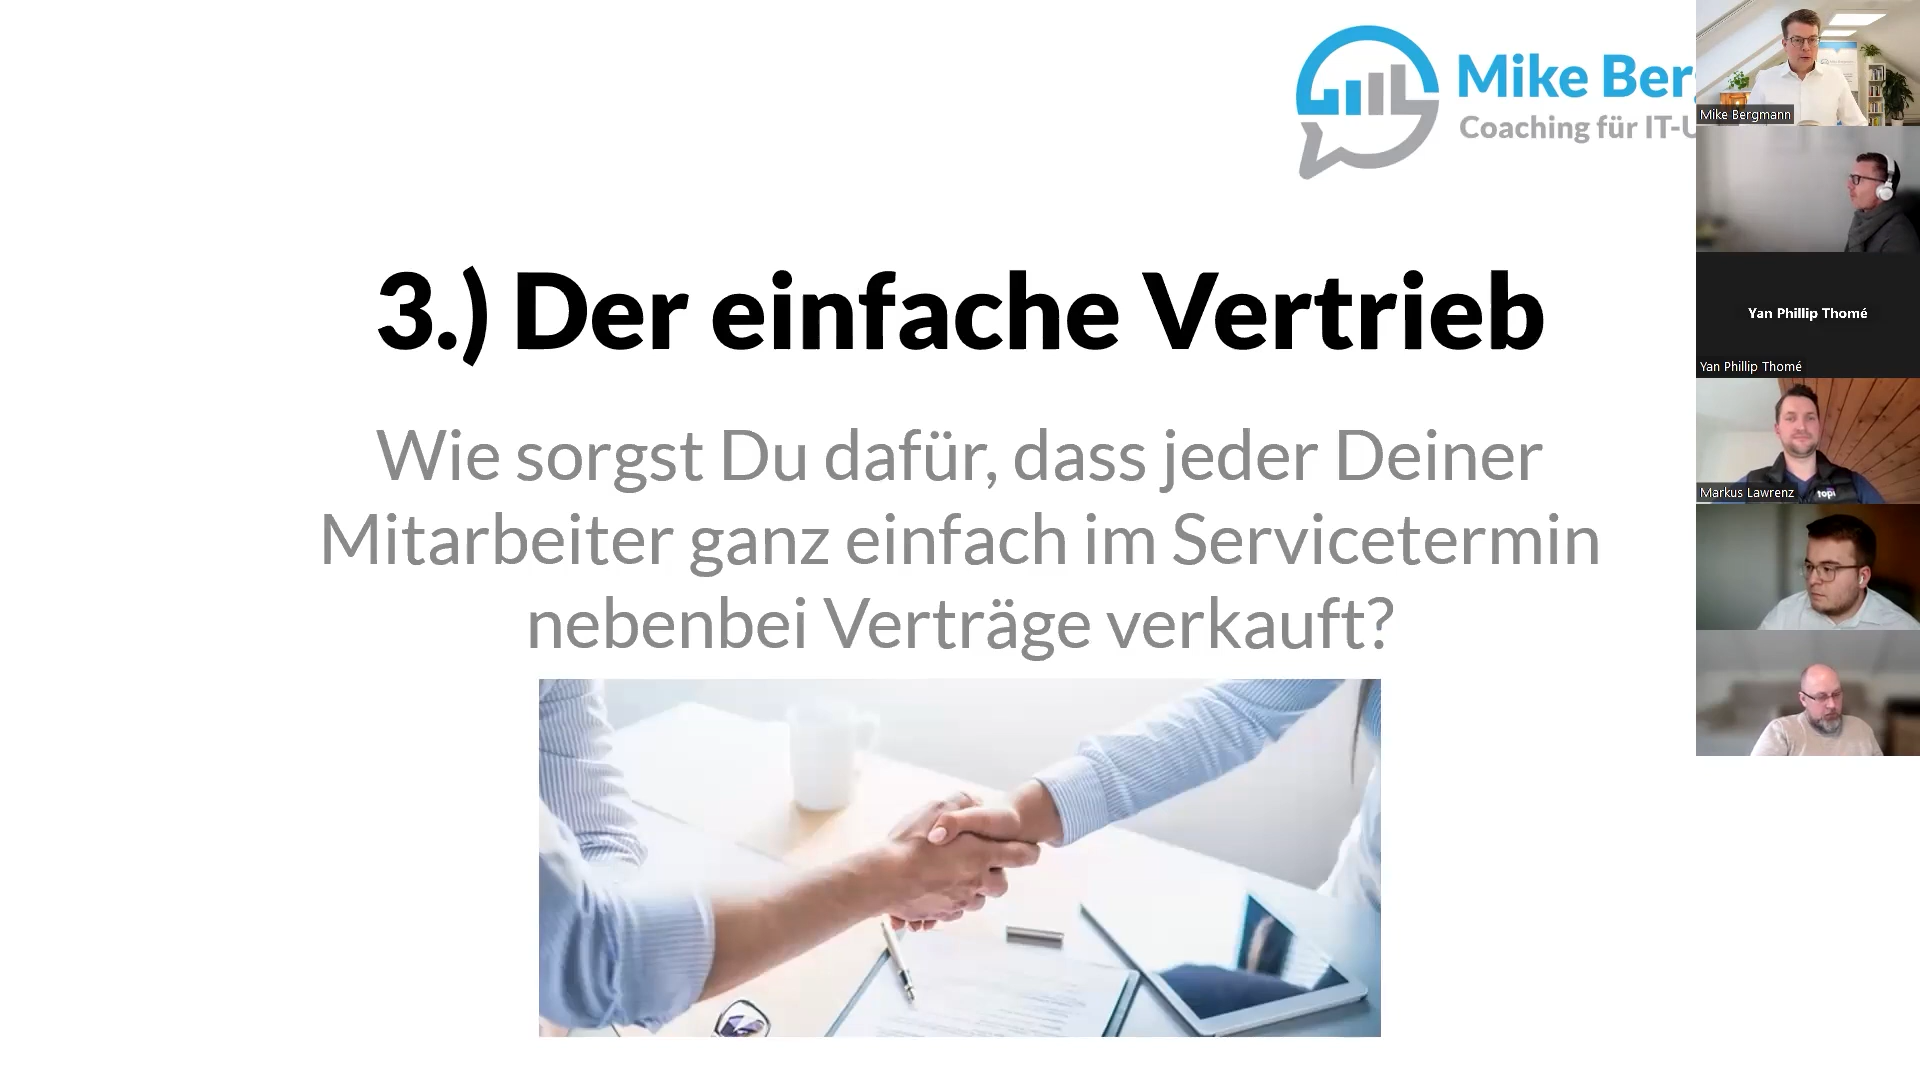 Mike Ber
Coaching für IT-U
3.) Der einfache Vertrieb
Wie sorgst Du dafür, dass jeder Deiner
Mitarbeiter ganz einfach im Servicetermin
nebenbei Verträge verkauft?
Mike Bergmann
Yan Phillip Thomé
Yan Phillip Thomé
Markus Lawrenz
topi